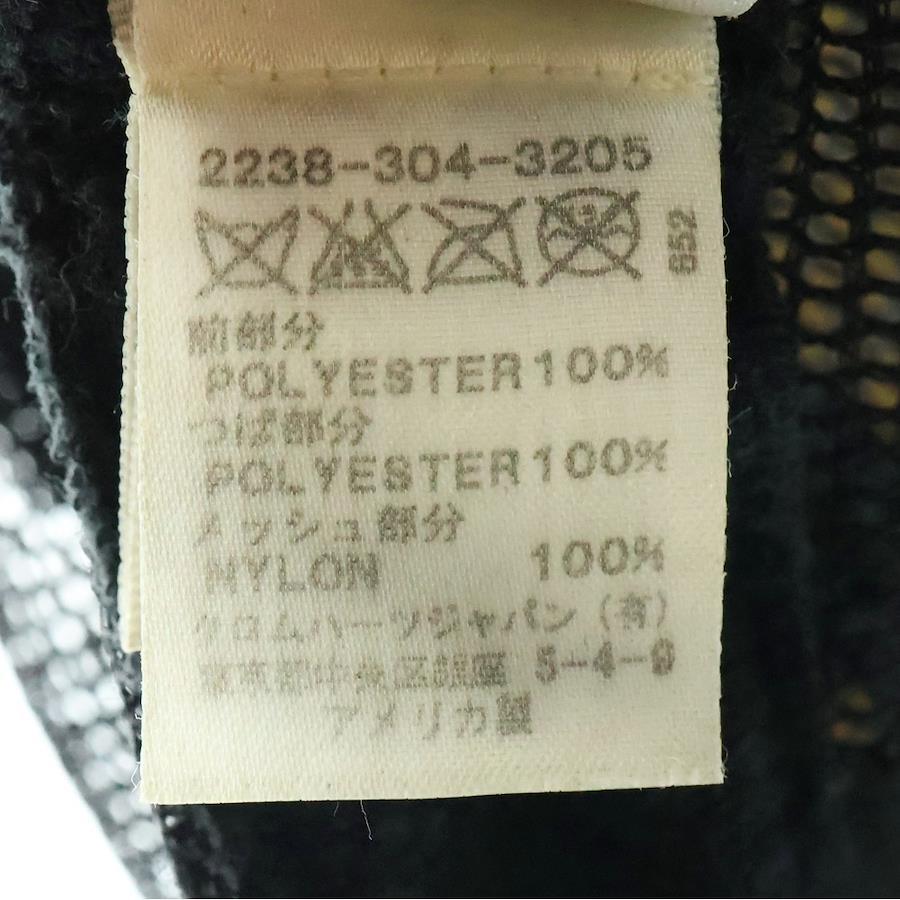 2238-304-3205
652
前部分
POLYESTER100%
つば部分
POLYESTER100%
メッシュ部分
NYLON 100%
クロムハーツジャパン(有)
東京都中央区銀座 5-4-9
アメリカ製